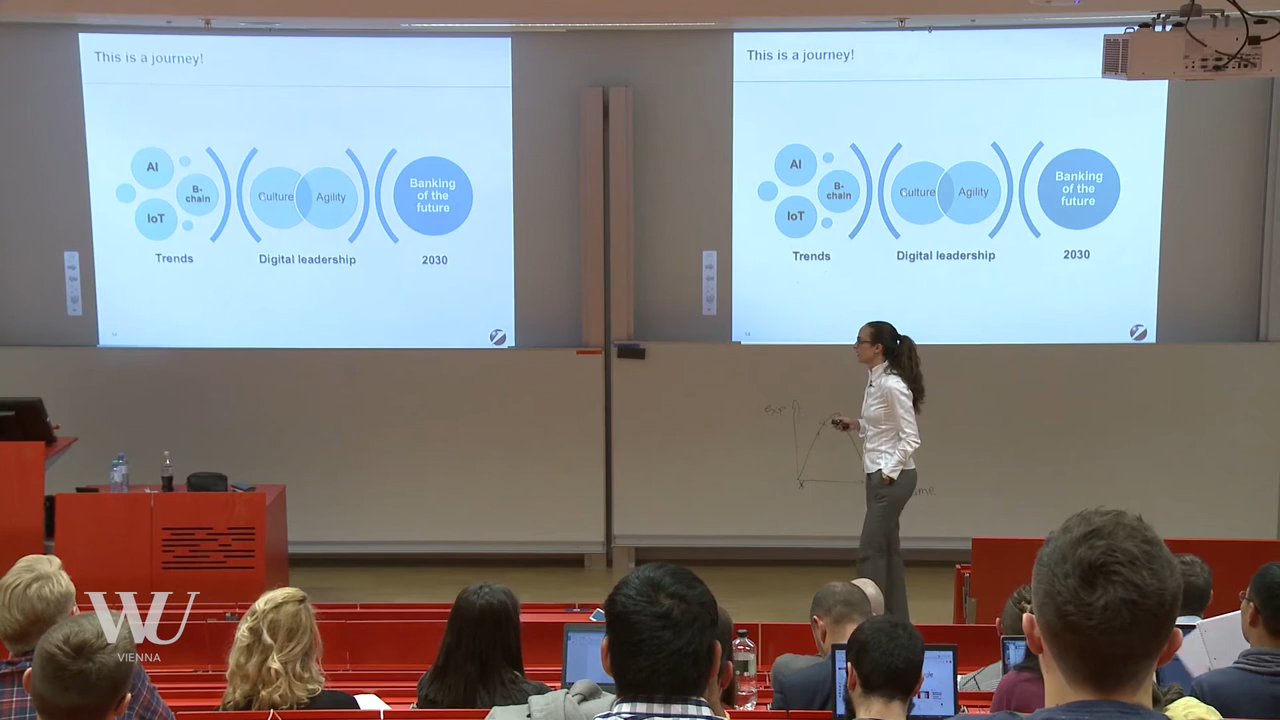 This is a journey!
AI
B-
chain
IoT
Culture
Agility
Banking
of the
future
Trends
Digital leadership
2030
This is a journey!
AI
B-
chain
IoT
Culture
Agility
Banking
of the
future
Trends
Digital leadership
2030
exp
WU
VIENNA